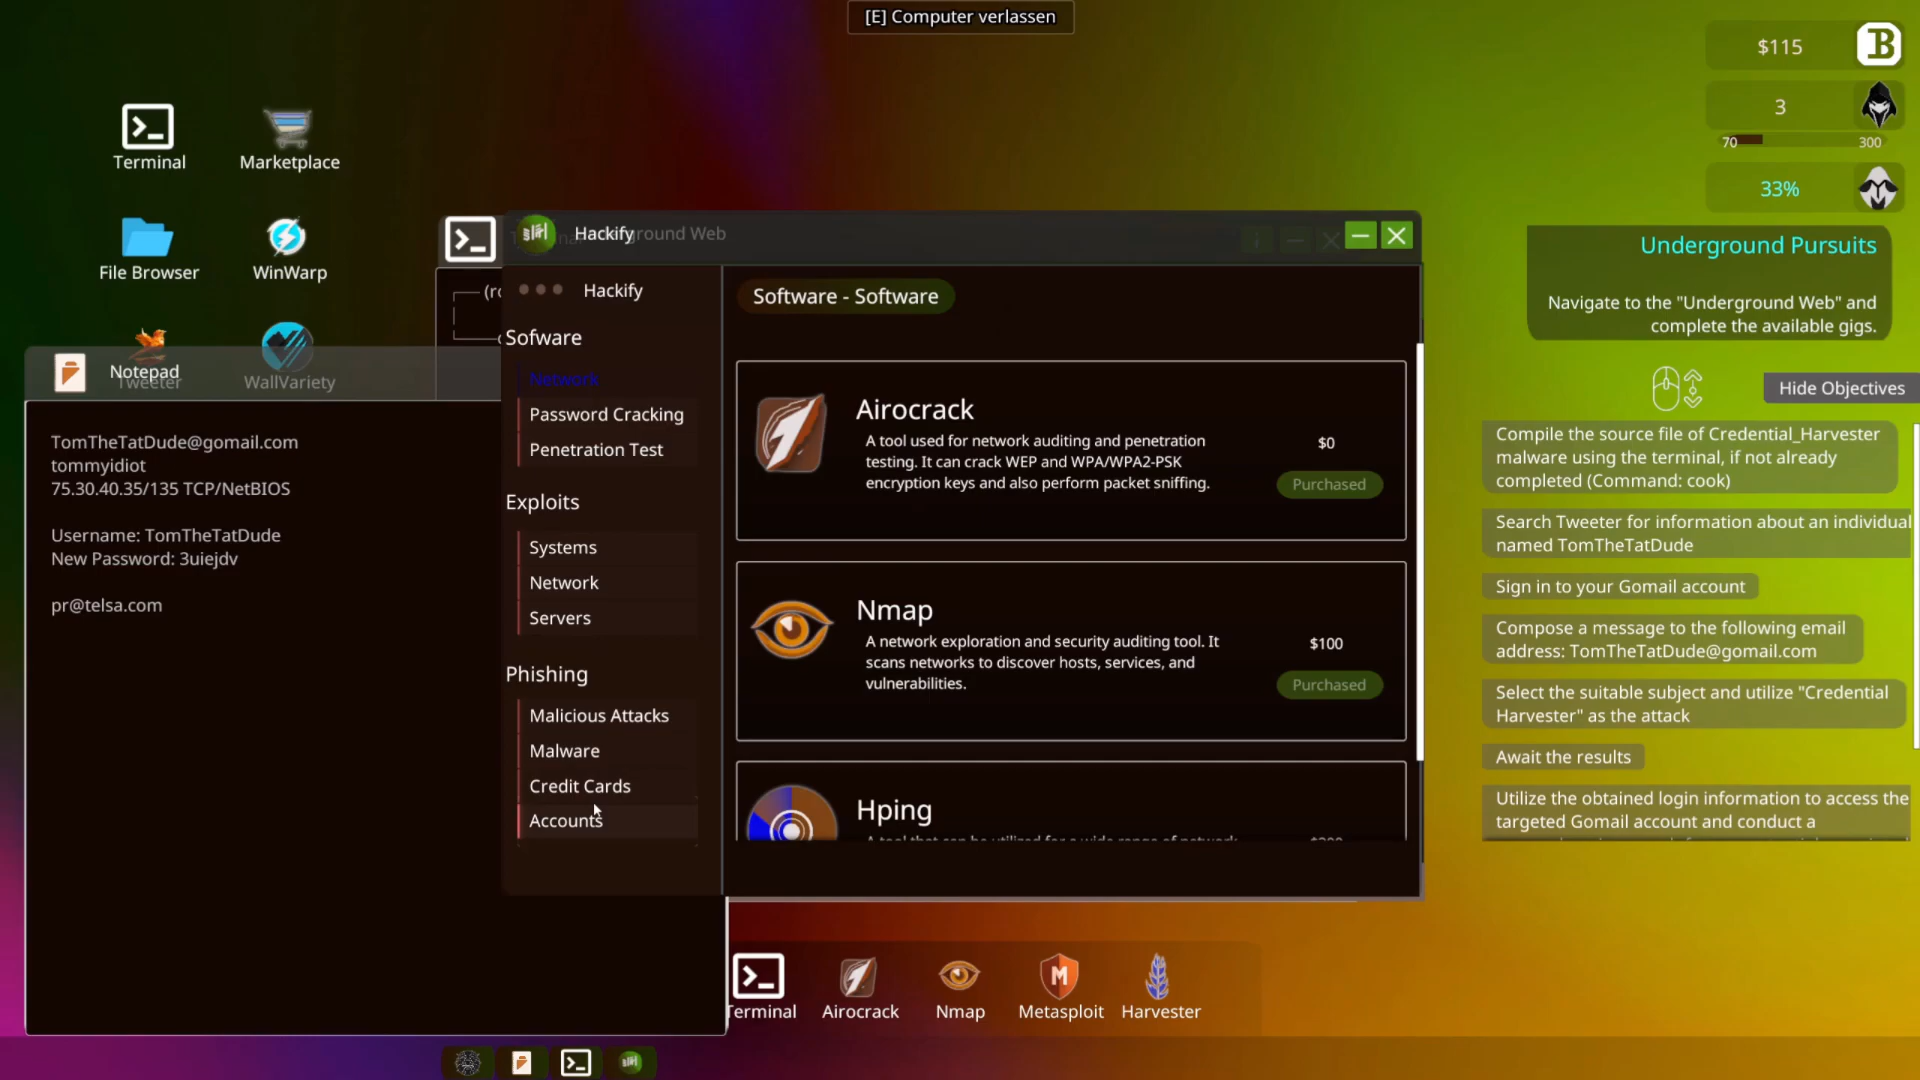 [E] Computer verlassen
$115
3
70
300
33%
Underground Pursuits
Navigate to the "Underground Web" and
complete the available gigs.
Hide Objectives
Compile the source file of Credential_Harvester
malware using the terminal, if not already
completed (Command: cook)
Search Tweeter for information about an individual
named TomTheTatDude
Sign in to your Gomail account
Compose a message to the following email
address: TomTheTatDude@gomail.com
Select the suitable subject and utilize "Credential
Harvester" as the attack
Await the results
Utilize the obtained login information to access the
targeted Gomail account and conduct a
Terminal
Marketplace
File Browser
WinWarp
Tweeter
WallVariety
Notepad
TomTheTatDude@gomail.com
tommyidiot
75.30.40.35/135 TCP/NetBIOS
Username: TomTheTatDude
New Password: 3uiejdv
pr@telsa.com
Hackify
ground Web
Hackify
Sofware
Network
Password Cracking
Penetration Test
Exploits
Systems
Network
Servers
Phishing
Malicious Attacks
Malware
Credit Cards
Accounts
Software - Software
Airocrack
A tool used for network auditing and penetration
testing. It can crack WEP and WPA/WPA2-PSK
encryption keys and also perform packet sniffing.
$0
Purchased
Nmap
A network exploration and security auditing tool. It
scans networks to discover hosts, services, and
vulnerabilities.
$100
Purchased
Hping
Terminal
Airocrack
Nmap
Metasploit
Harvester